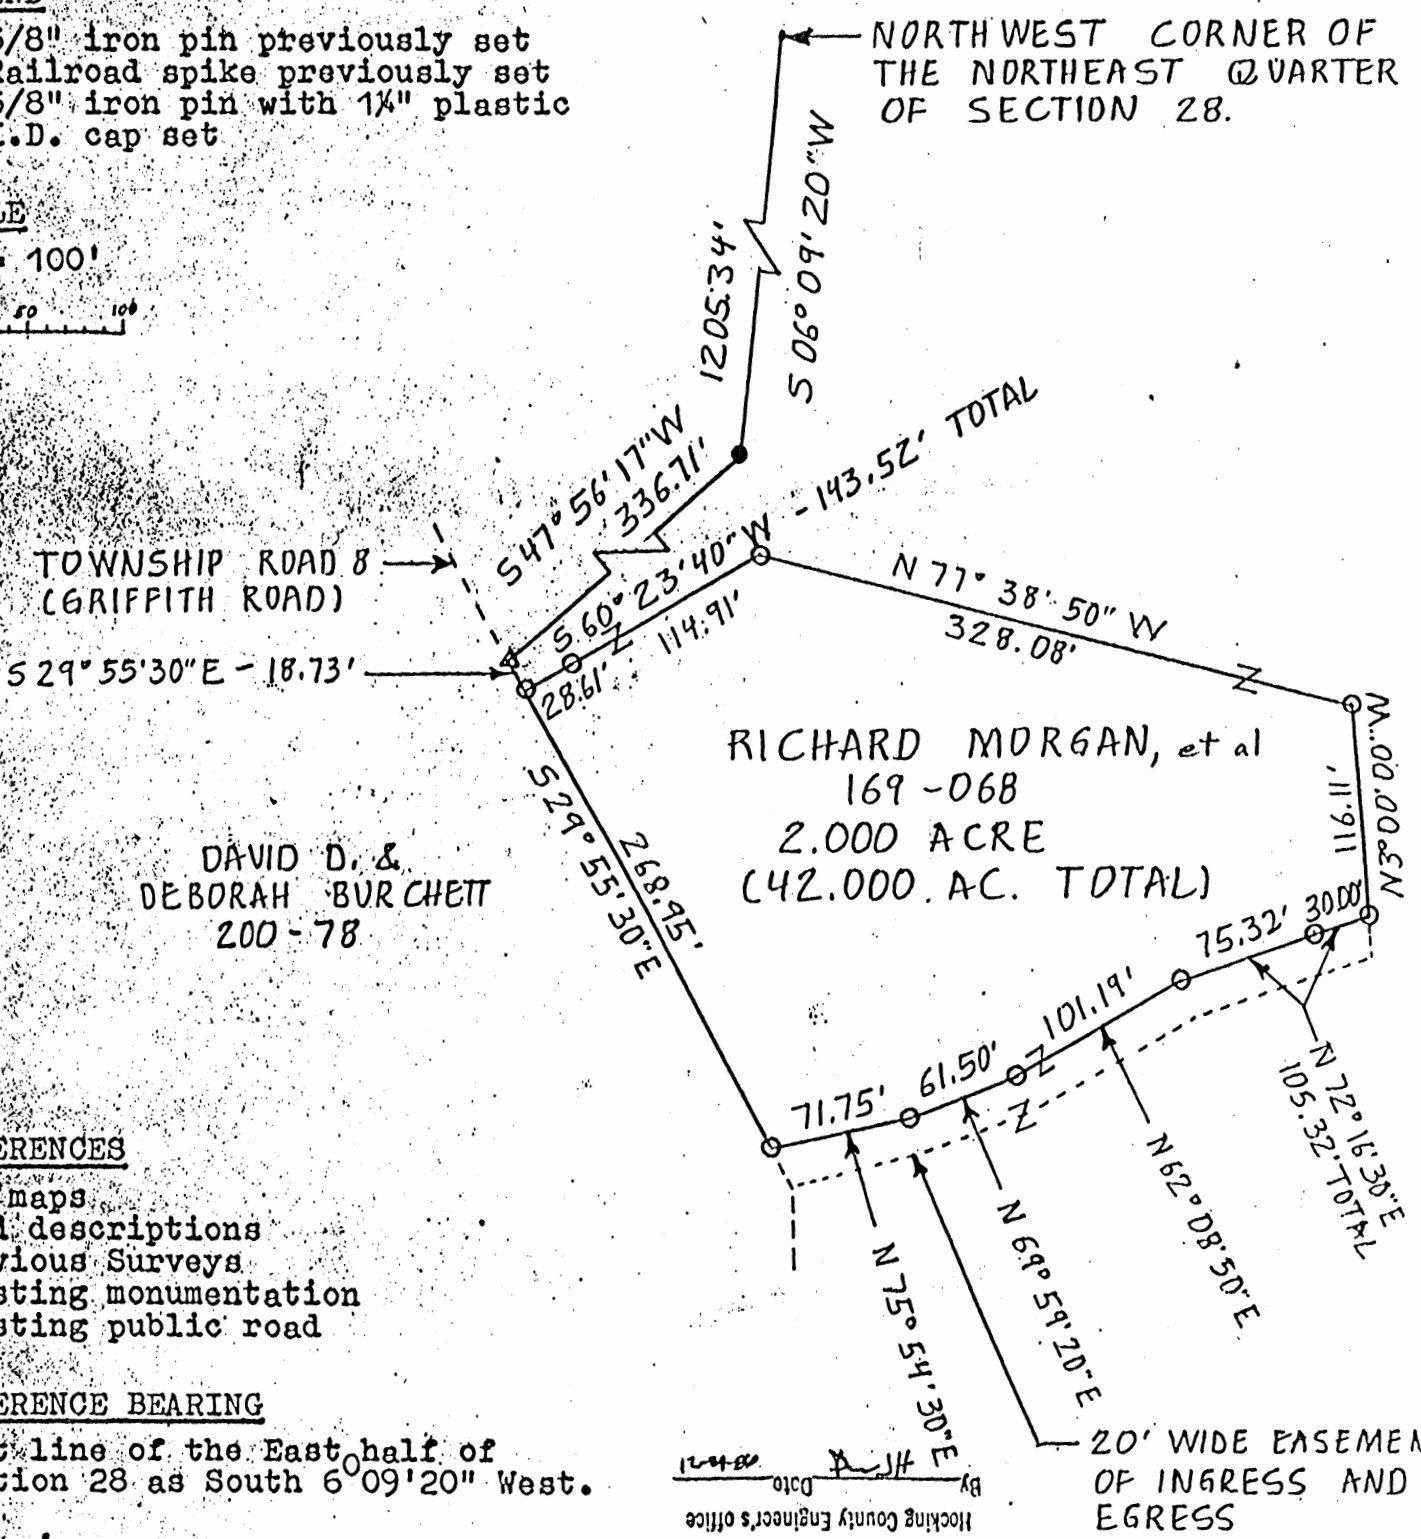 5/8" iron pin previously set
Railroad spike previously set
5/8" iron pin with 1¼" plastic
I.D. cap set
100'
50 100
NORTHWEST CORNER OF
THE NORTHEAST QUARTER
OF SECTION 28.
1205.34'
S 06° 09' 20" W
S 47° 56' 17" W
336.71'
S 60° 23' 40" W - 143.52' TOTAL
114.91'
28.61'
TOWNSHIP ROAD 8
(GRIFFITH ROAD)
S 29° 55' 30" E - 18.73'
N 77° 38' 50" W
328.08'
N 3° 00' 00" W
116.11'
RICHARD MORGAN, et al
169-068
2.000 ACRE
(42.000 AC. TOTAL)
DAVID D. &
DEBORAH BURCHETT
200-78
268.95'
S 29° 55' 30" E
71.75'
61.50'
101.19'
75.32'
30.00'
N 72° 16' 30" E
105.32' TOTAL
N 62° 08' 50" E
N 69° 59' 20" E
N 75° 54' 30" E
20' WIDE EASEMEN
OF INGRESS AND
EGRESS
ERENCES
maps
descriptions
vious Surveys
sting monumentation
sting public road
ERENCE BEARING
line of the East half of
tion 28 as South 6°09'20" West.
Hocking County Engineer's office
By Date